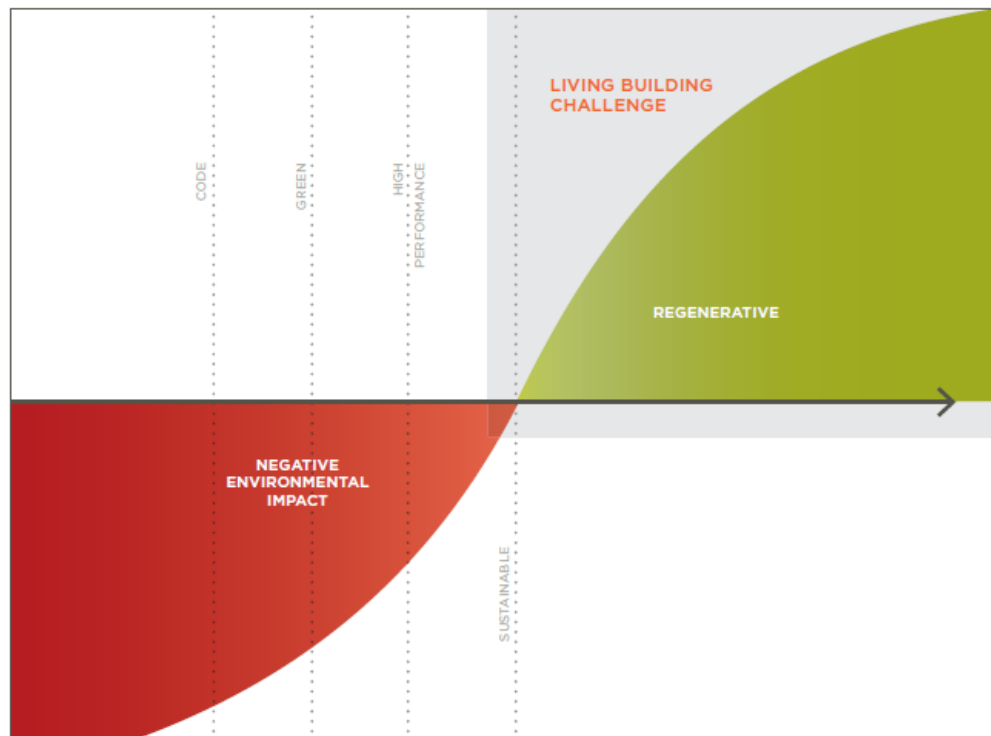 LIVING BUILDING
CHALLENGE
CODE
GREEN
HIGH
PERFORMANCE
REGENERATIVE
NEGATIVE
ENVIRONMENTAL
IMPACT
SUSTAINABLE